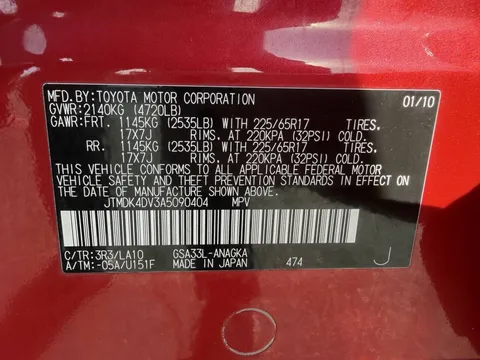 MFD.BY:TOYOTA MOTOR CORPORATION 01/10
GVWR:2140KG (4720LB)
GAWR:FRT. 1145KG (2535LB) WITH 225/65R17 TIRES,
17X7J RIMS, AT 220KPA (32PSI) COLD.
RR. 1145KG (2535LB) WITH 225/65R17 TIRES,
17X7J RIMS, AT 220KPA (32PSI) COLD.
THIS VEHICLE CONFORMS TO ALL APPLICABLE FEDERAL MOTOR
VEHICLE SAFETY AND THEFT PREVENTION STANDARDS IN EFFECT
ON THE DATE OF MANUFACTURE SHOWN ABOVE.
JTMDK4DV3A5090404 MPV
C/TR:3R3/LA10 GSA33L-ANAGKA
A/TM:-05A/U151F MADE IN JAPAN 474 J